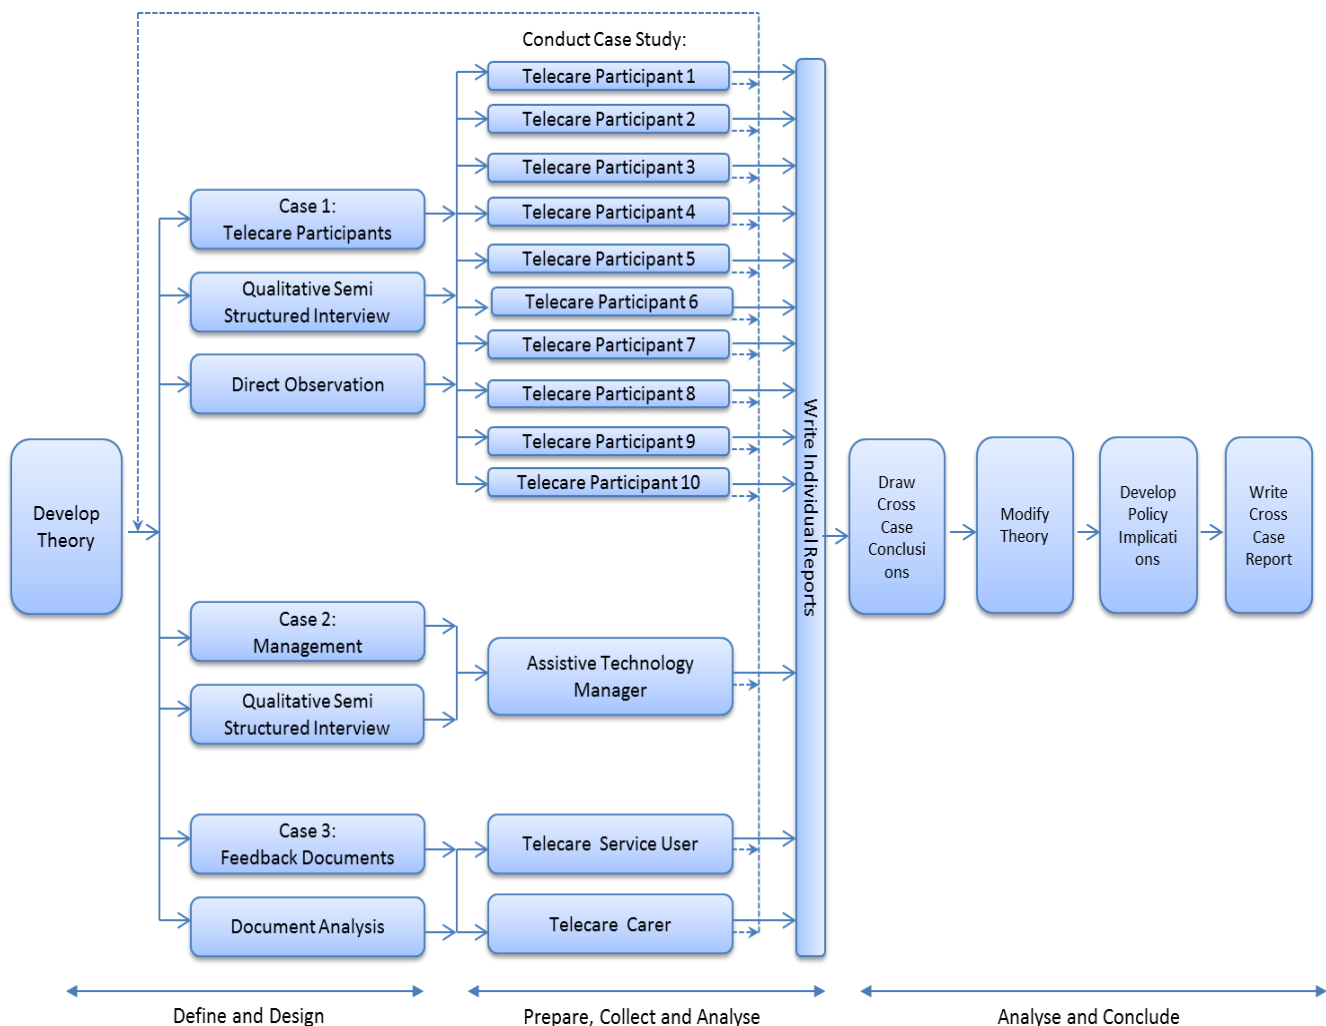 Conduct Case Study:
Telecare Participant 1
Telecare Participant 2
Telecare Participant 3
Telecare Participant 4
Telecare Participant 5
Telecare Participant 6
Telecare Participant 7
Telecare Participant 8
Telecare Participant 9
Telecare Participant 10
Case 1:
Telecare Participants
Qualitative Semi
Structured Interview
Direct Observation
Develop
Theory
Case 2:
Management
Qualitative Semi
Structured Interview
Assistive Technology
Manager
Case 3:
Feedback Documents
Document Analysis
Telecare Service User
Telecare Carer
Write Individual Reports
Draw
Cross
Case
Conclusi
ons
Modify
Theory
Develop
Policy
Implicati
ons
Write
Cross
Case
Report
Define and Design
Prepare, Collect and Analyse
Analyse and Conclude